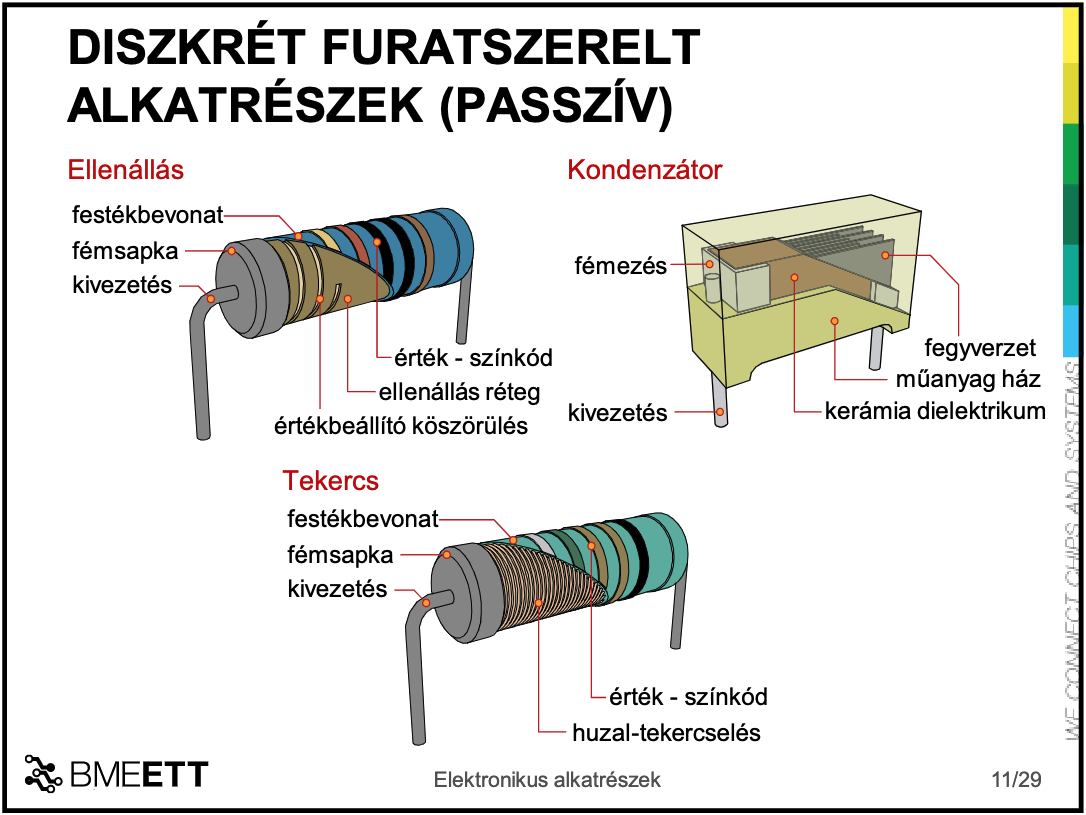 DISZKRÉT FURATSZERELT
ALKATRÉSZEK (PASSZÍV)
Ellenállás
festékbevonat
fémsapka
kivezetés
érték - színkód
ellenállás réteg
értékbeállító köszörülés
Kondenzátor
fémezés
kivezetés
fegyverzet
műanyag ház
kerámia dielektrikum
Tekercs
festékbevonat
fémsapka
kivezetés
érték - színkód
huzal-tekercselés
WE CONNECT CHIPS AND SYSTEMS
BMEETT
Elektronikus alkatrészek
11/29